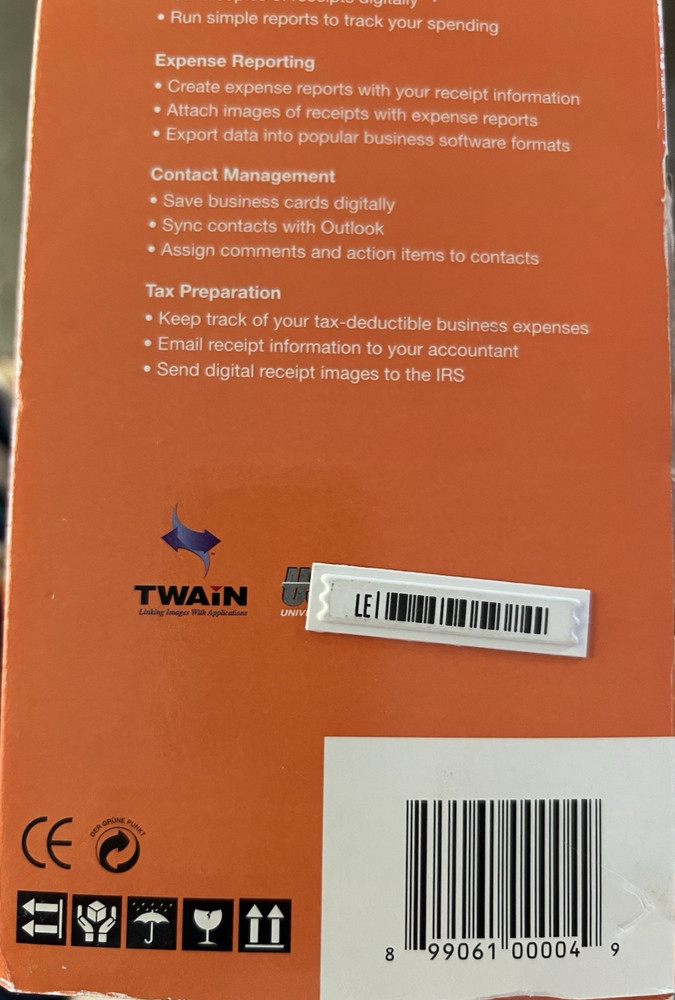 of receipts digitally
• Run simple reports to track your spending
Expense Reporting
• Create expense reports with your receipt information
• Attach images of receipts with expense reports
• Export data into popular business software formats
Contact Management
• Save business cards digitally
• Sync contacts with Outlook
• Assign comments and action items to contacts
Tax Preparation
• Keep track of your tax-deductible business expenses
• Email receipt information to your accountant
• Send digital receipt images to the IRS
TWAiN
Linking Images With Applications
LE
CE
DER GRÜNE PUNKT
8 99061 00004 9